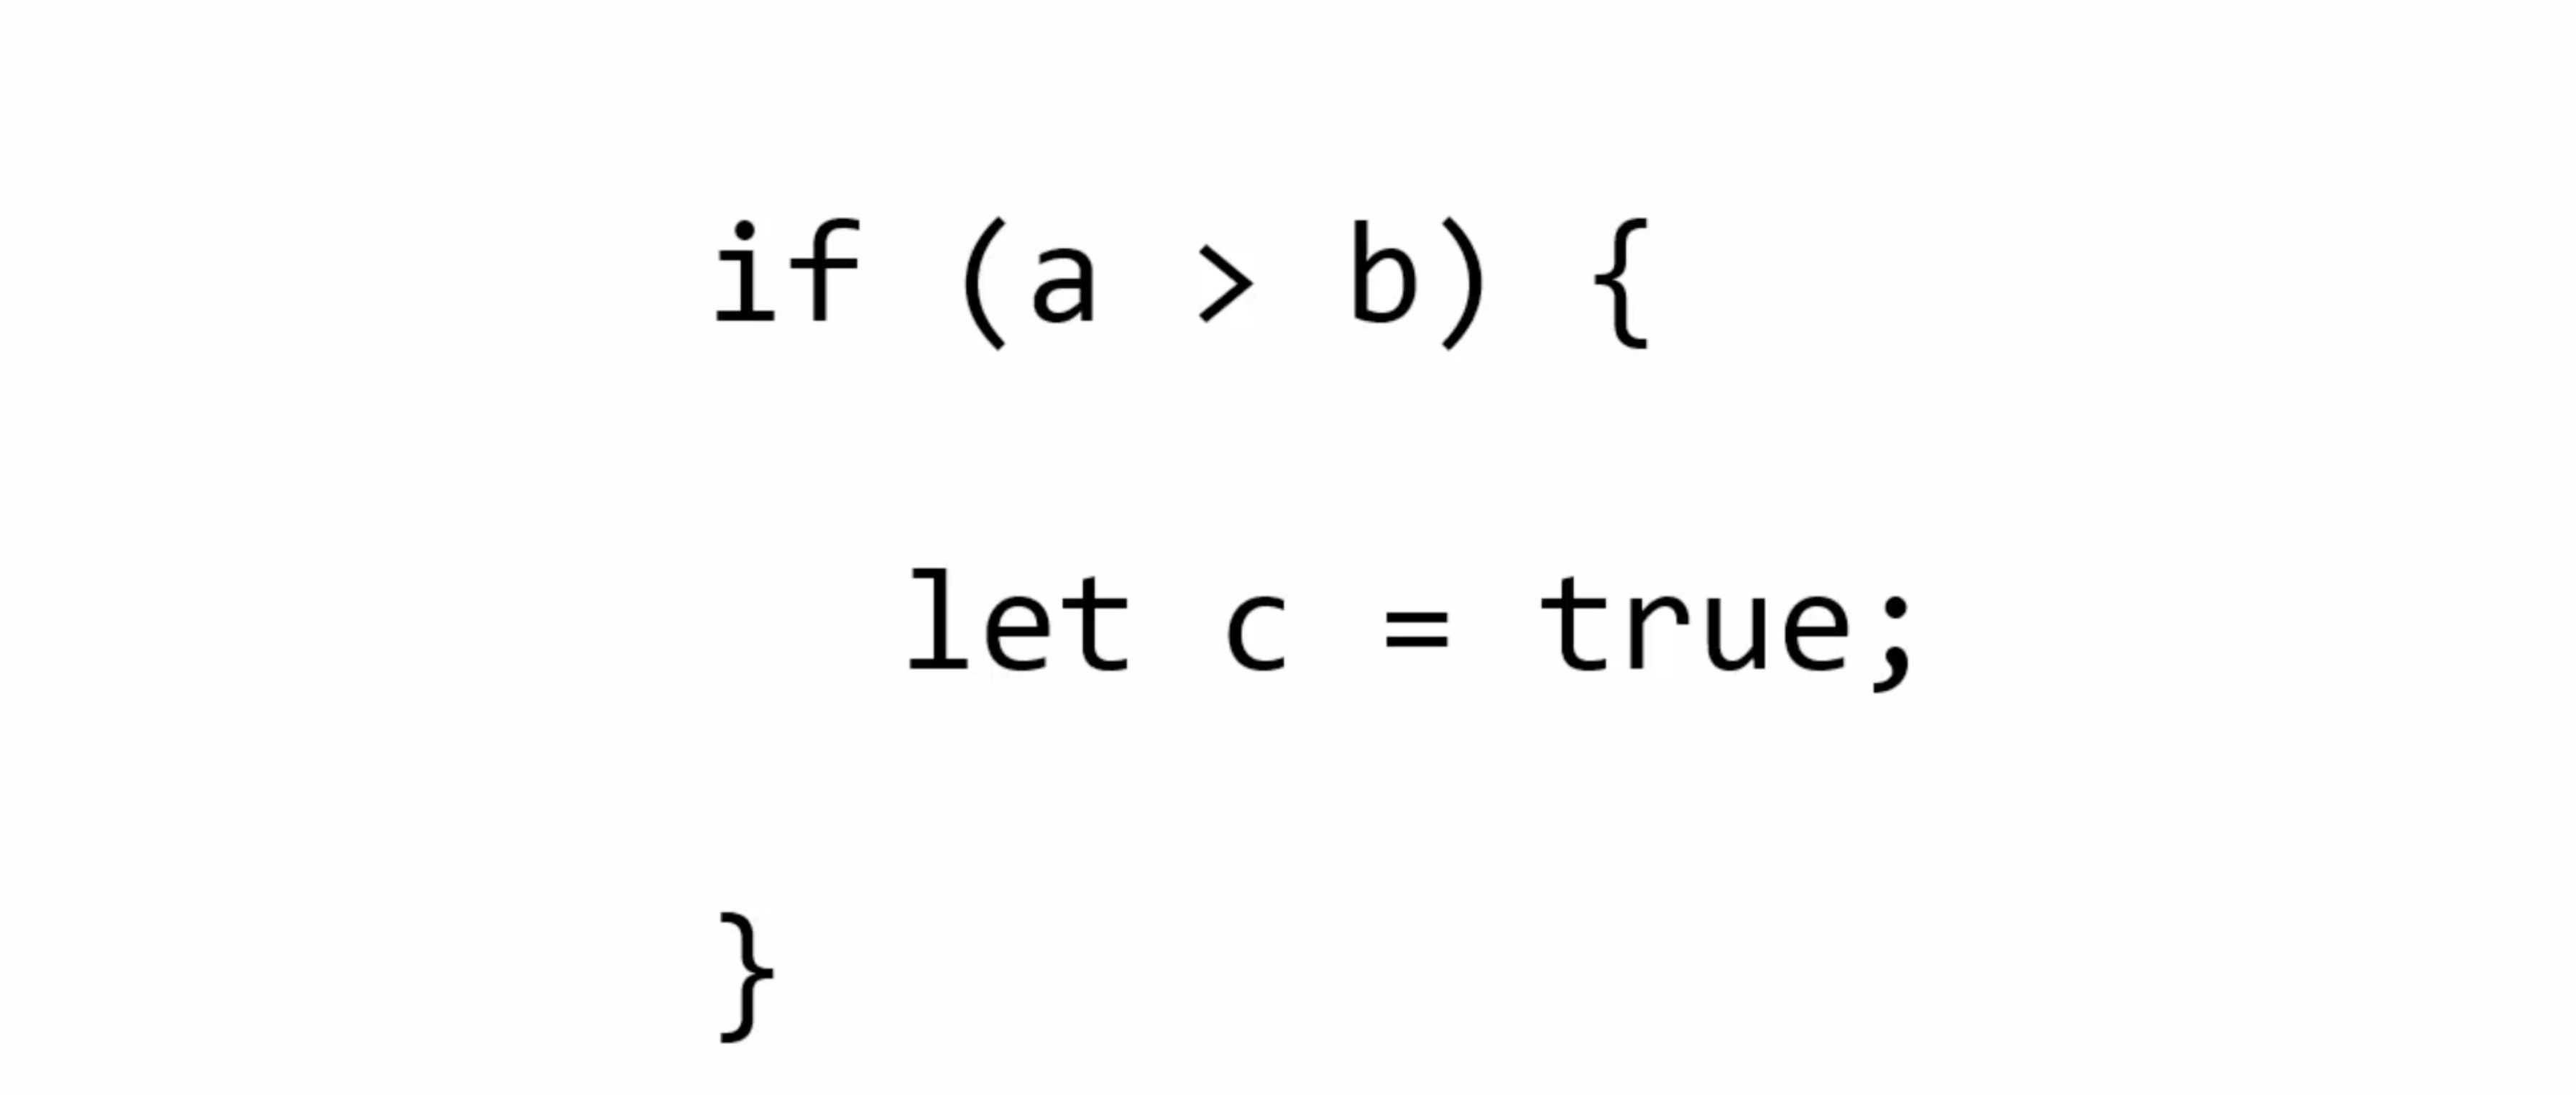 if (a > b) {
let c = true;
}